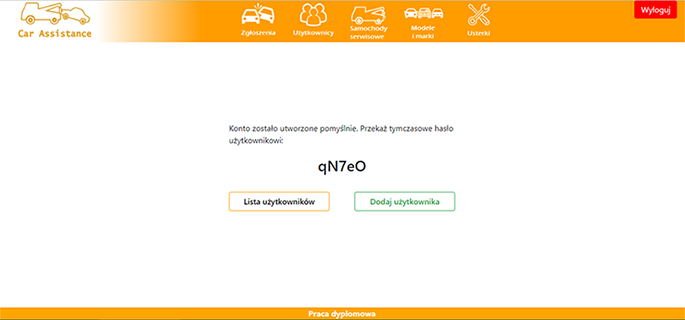 Car Assistance
Zgłoszenia
Użytkownicy
Samochody
serwisowe
Modele
i marki
Usterki
Wyloguj
Konto zostało utworzone pomyślnie. Przekaż tymczasowe hasło
użytkownikowi:
qN7eO
Lista użytkowników
Dodaj użytkownika
Praca dyplomowa